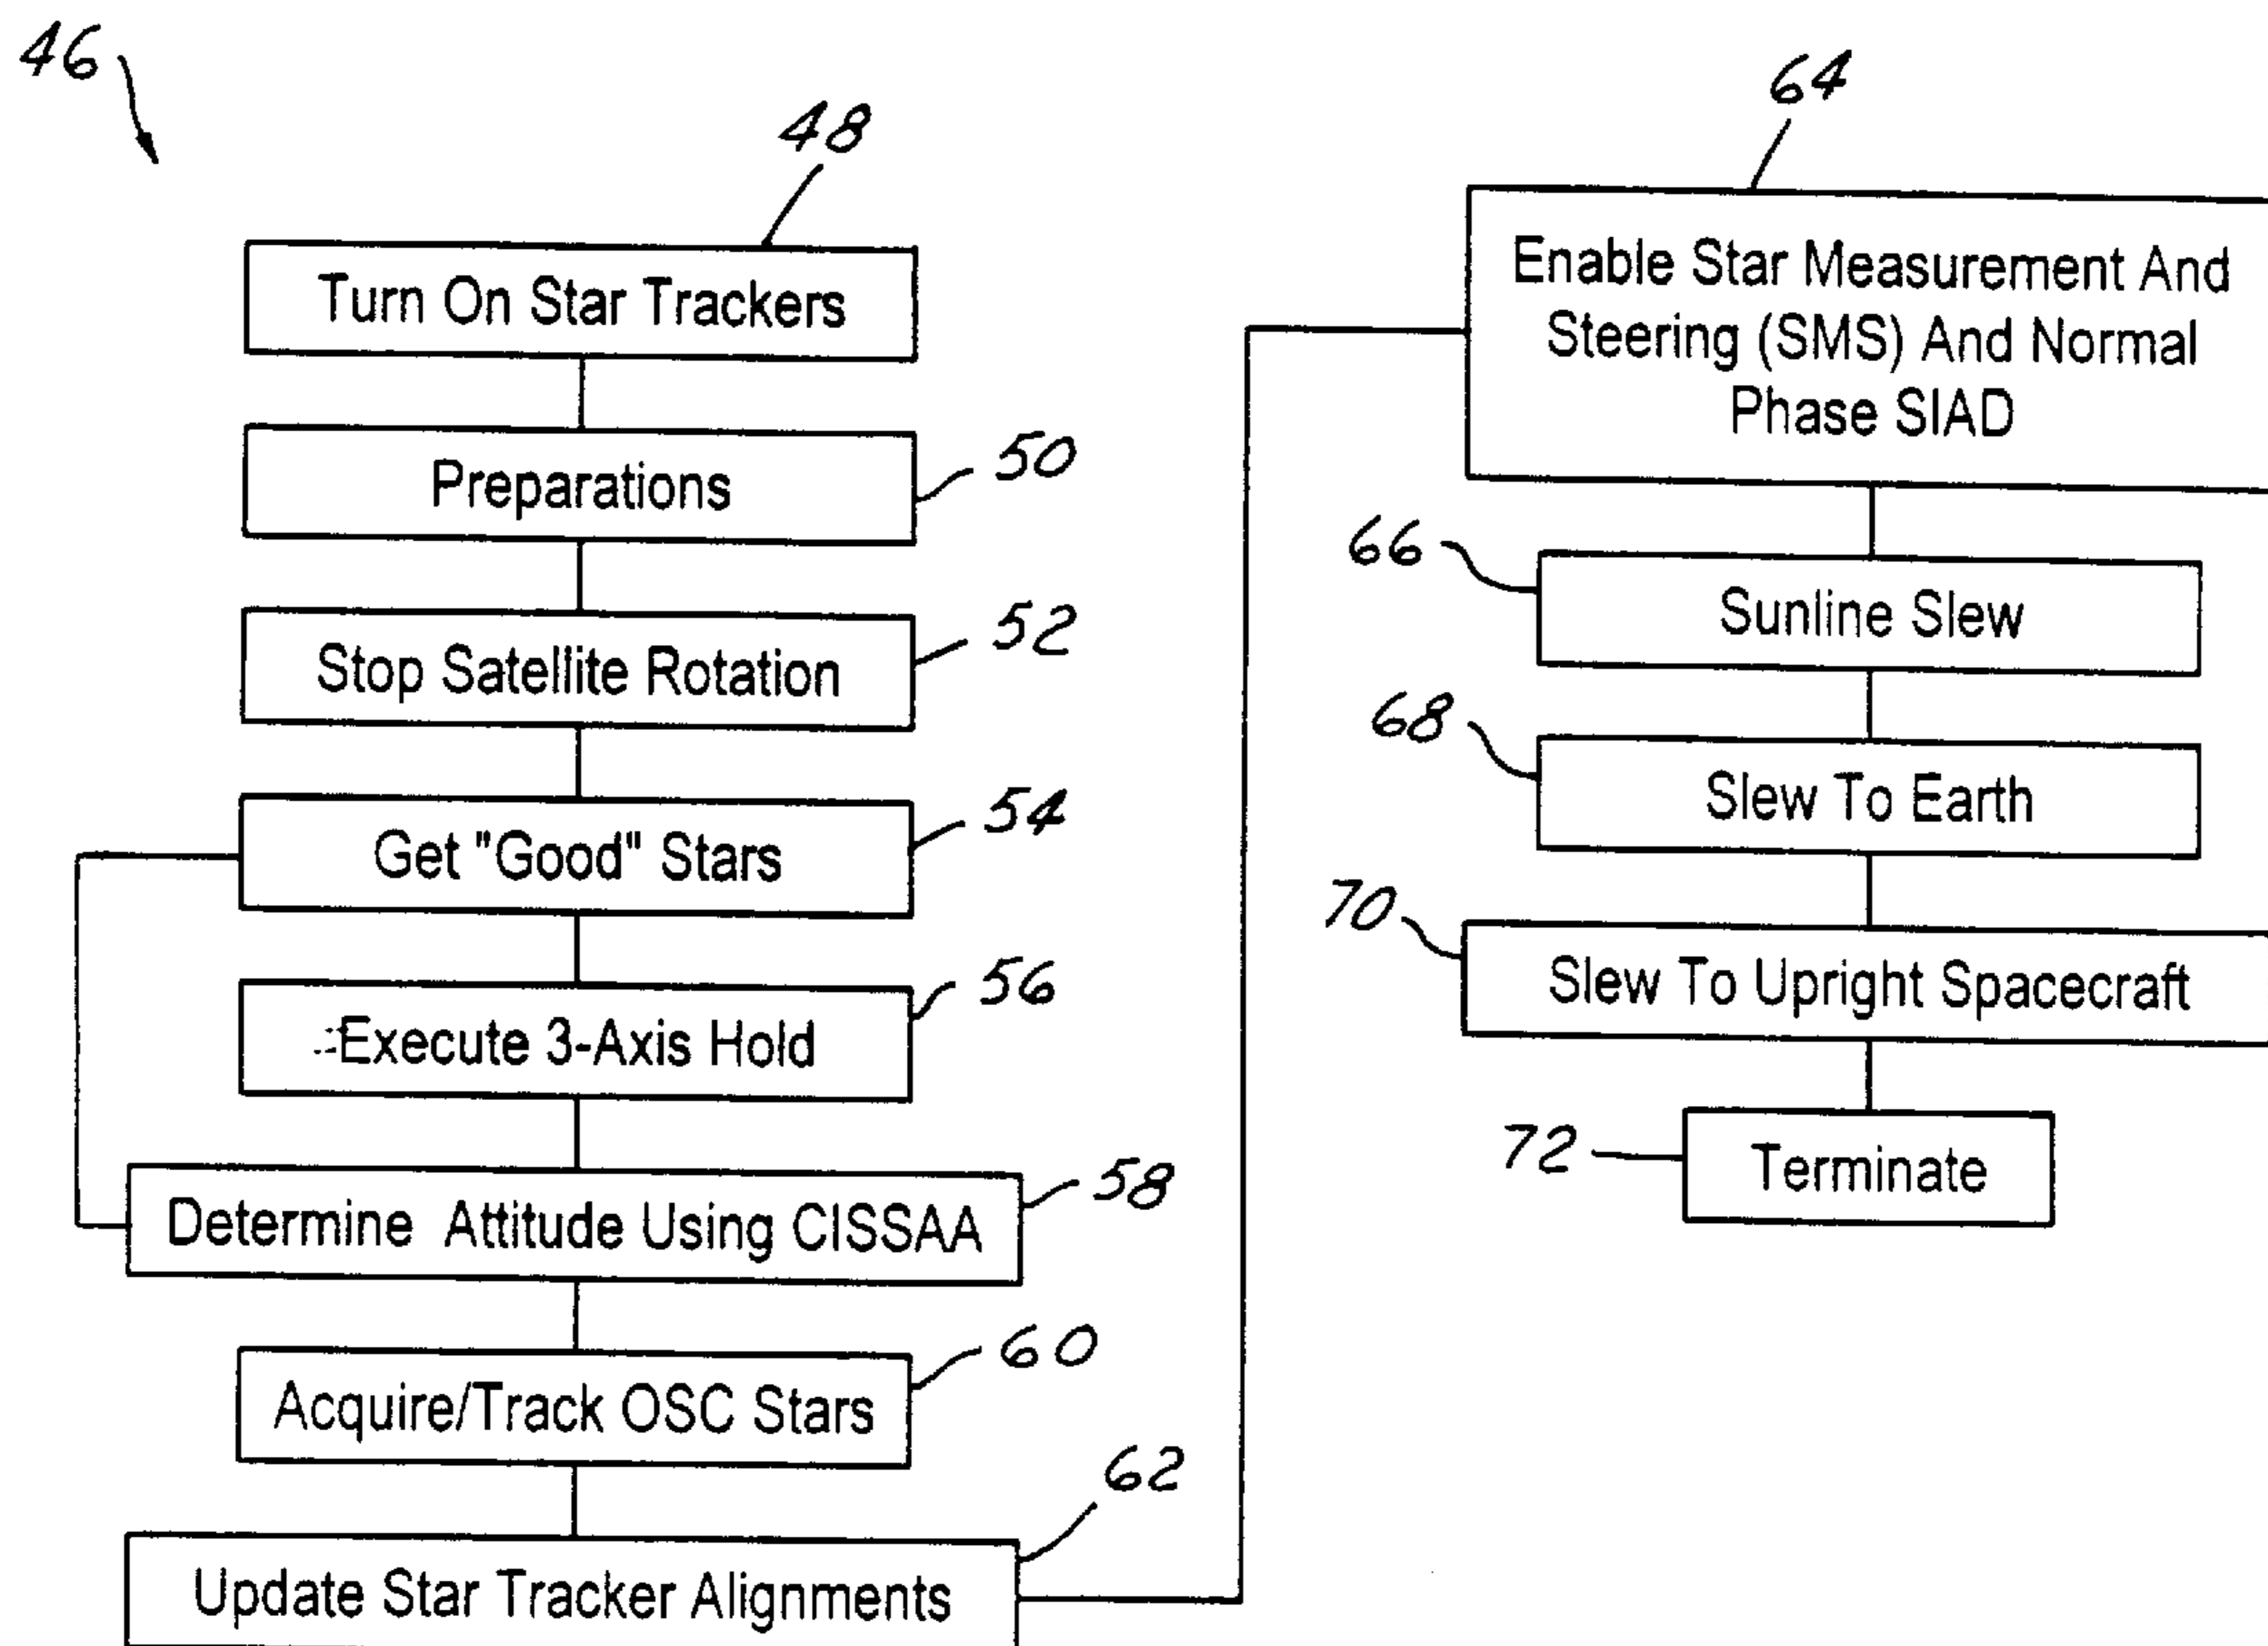 46
48
Turn On Star Trackers
Preparations
50
Stop Satellite Rotation
52
Get "Good" Stars
54
Execute 3-Axis Hold
56
Determine Attitude Using CISSAA
58
Acquire/Track OSC Stars
60
Update Star Tracker Alignments
62
64
Enable Star Measurement And
Steering (SMS) And Normal
Phase SIAD
66
Sunline Slew
68
Slew To Earth
70
Slew To Upright Spacecraft
72
Terminate